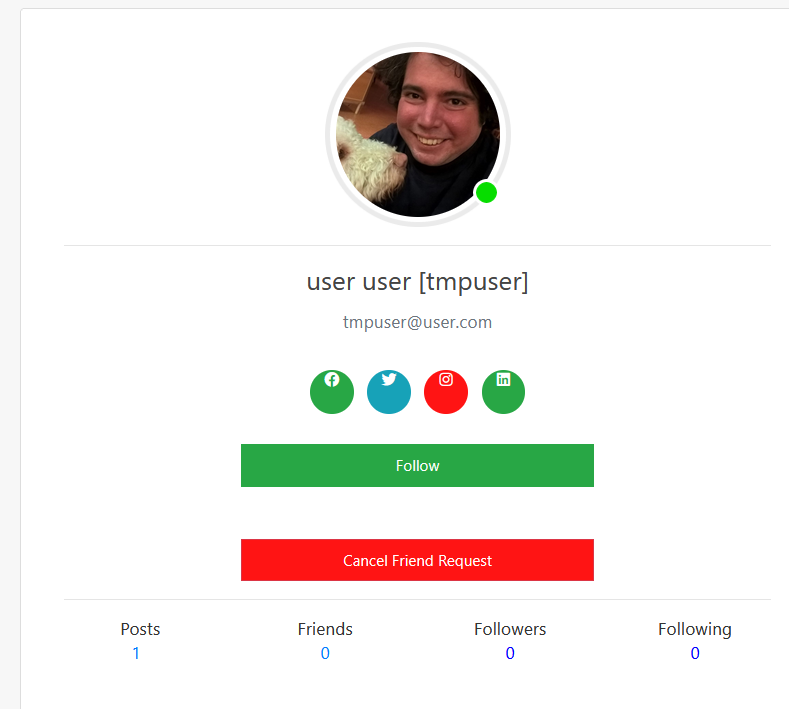 user user [tmpuser]
tmpuser@user.com
Follow
Cancel Friend Request
Posts Friends Followers Following
1 0 0 0